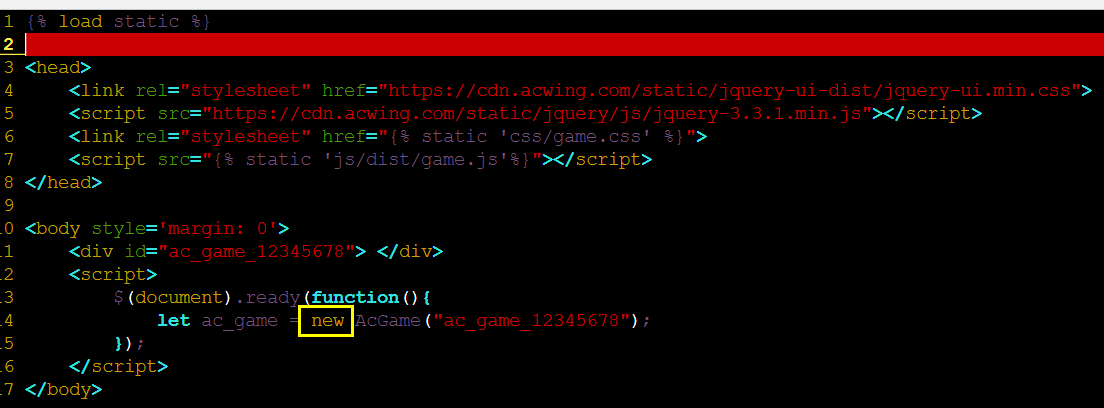 1 {% load static %}
2
3 <head>
4     <link rel="stylesheet" href="https://cdn.acwing.com/static/jquery-ui-dist/jquery-ui.min.css">
5     <script src="https://cdn.acwing.com/static/jquery/js/jquery-3.3.1.min.js"></script>
6     <link rel="stylesheet" href="{% static 'css/game.css' %}">
7     <script src="{% static 'js/dist/game.js'%}"></script>
8 </head>
9
10 <body style='margin: 0'>
11     <div id="ac_game_12345678"> </div>
12     <script>
13         $(document).ready(function(){
14             let ac_game = new AcGame("ac_game_12345678");
15         });
16     </script>
17 </body>